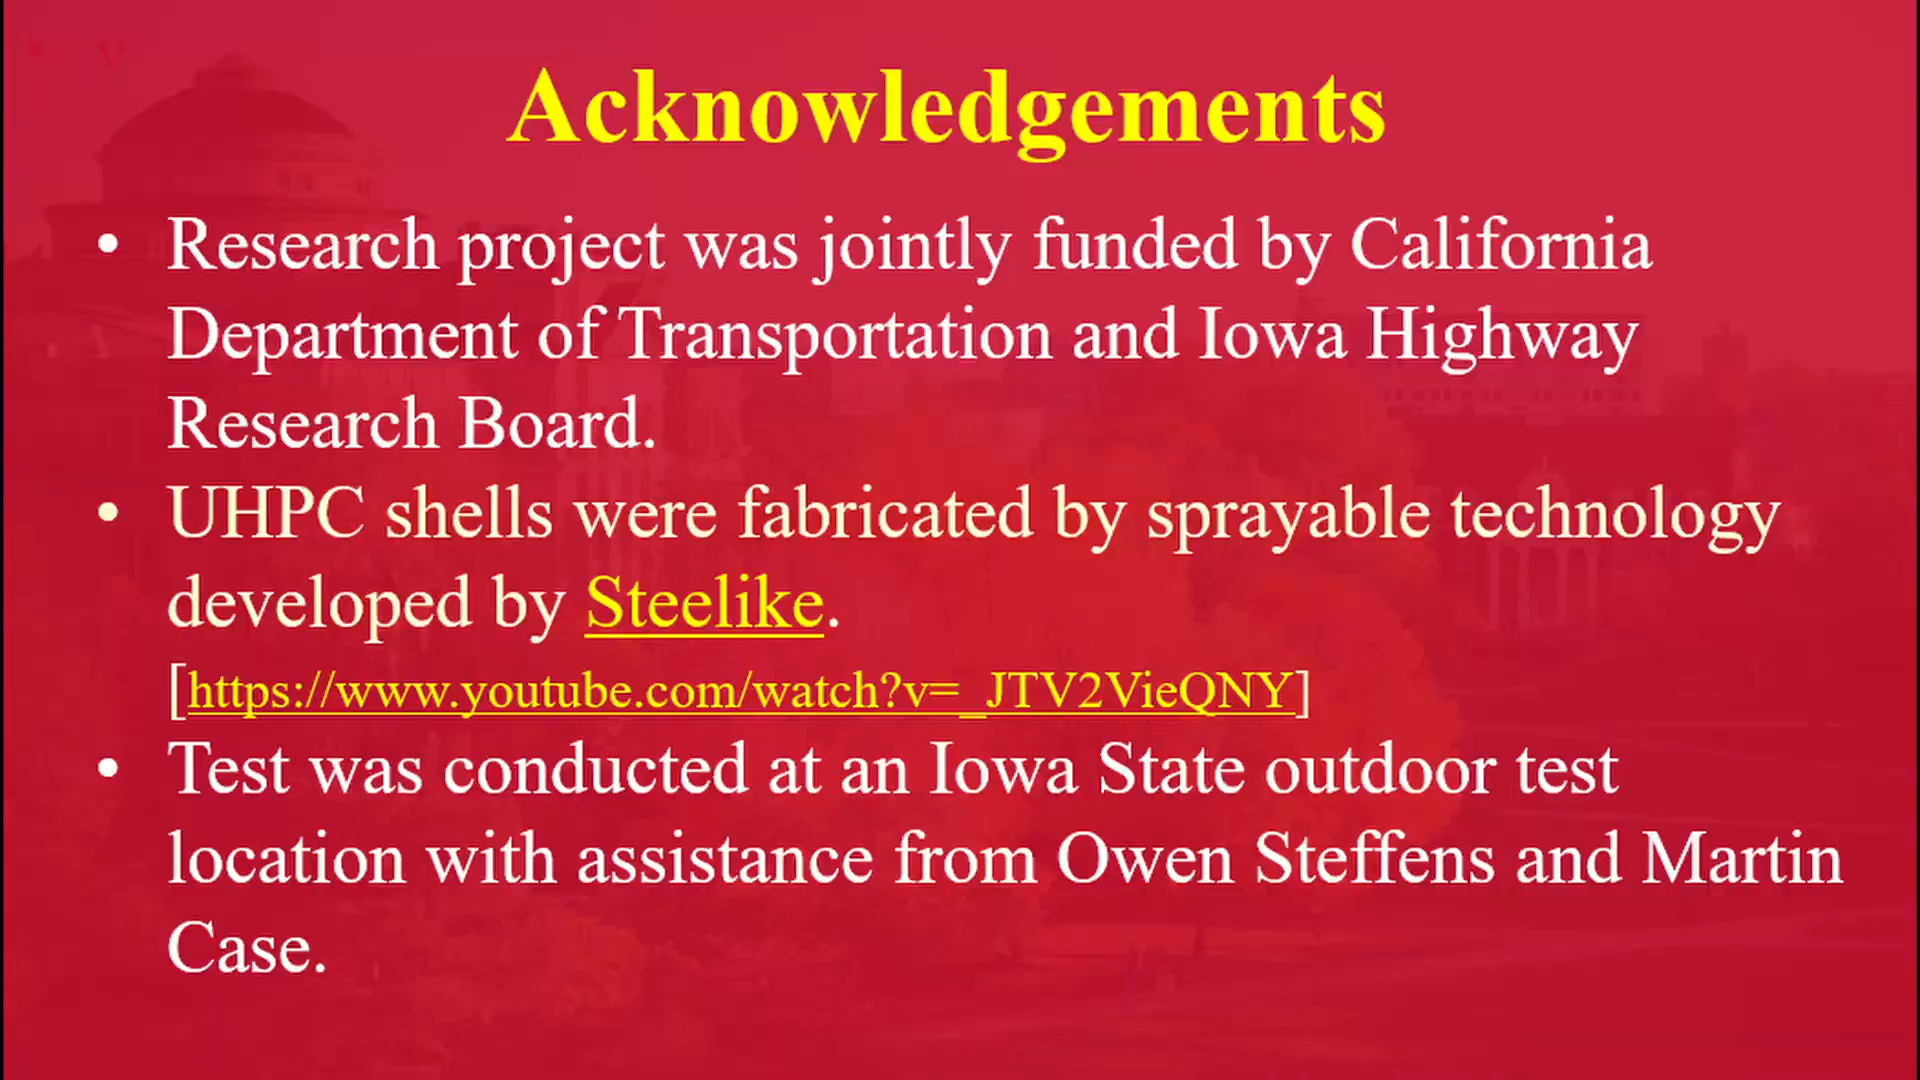 Acknowledgements
• Research project was jointly funded by California
Department of Transportation and Iowa Highway
Research Board.
• UHPC shells were fabricated by sprayable technology
developed by Steelike.
[https://www.youtube.com/watch?v=_JTV2VieQNY]
• Test was conducted at an Iowa State outdoor test
location with assistance from Owen Steffens and Martin
Case.